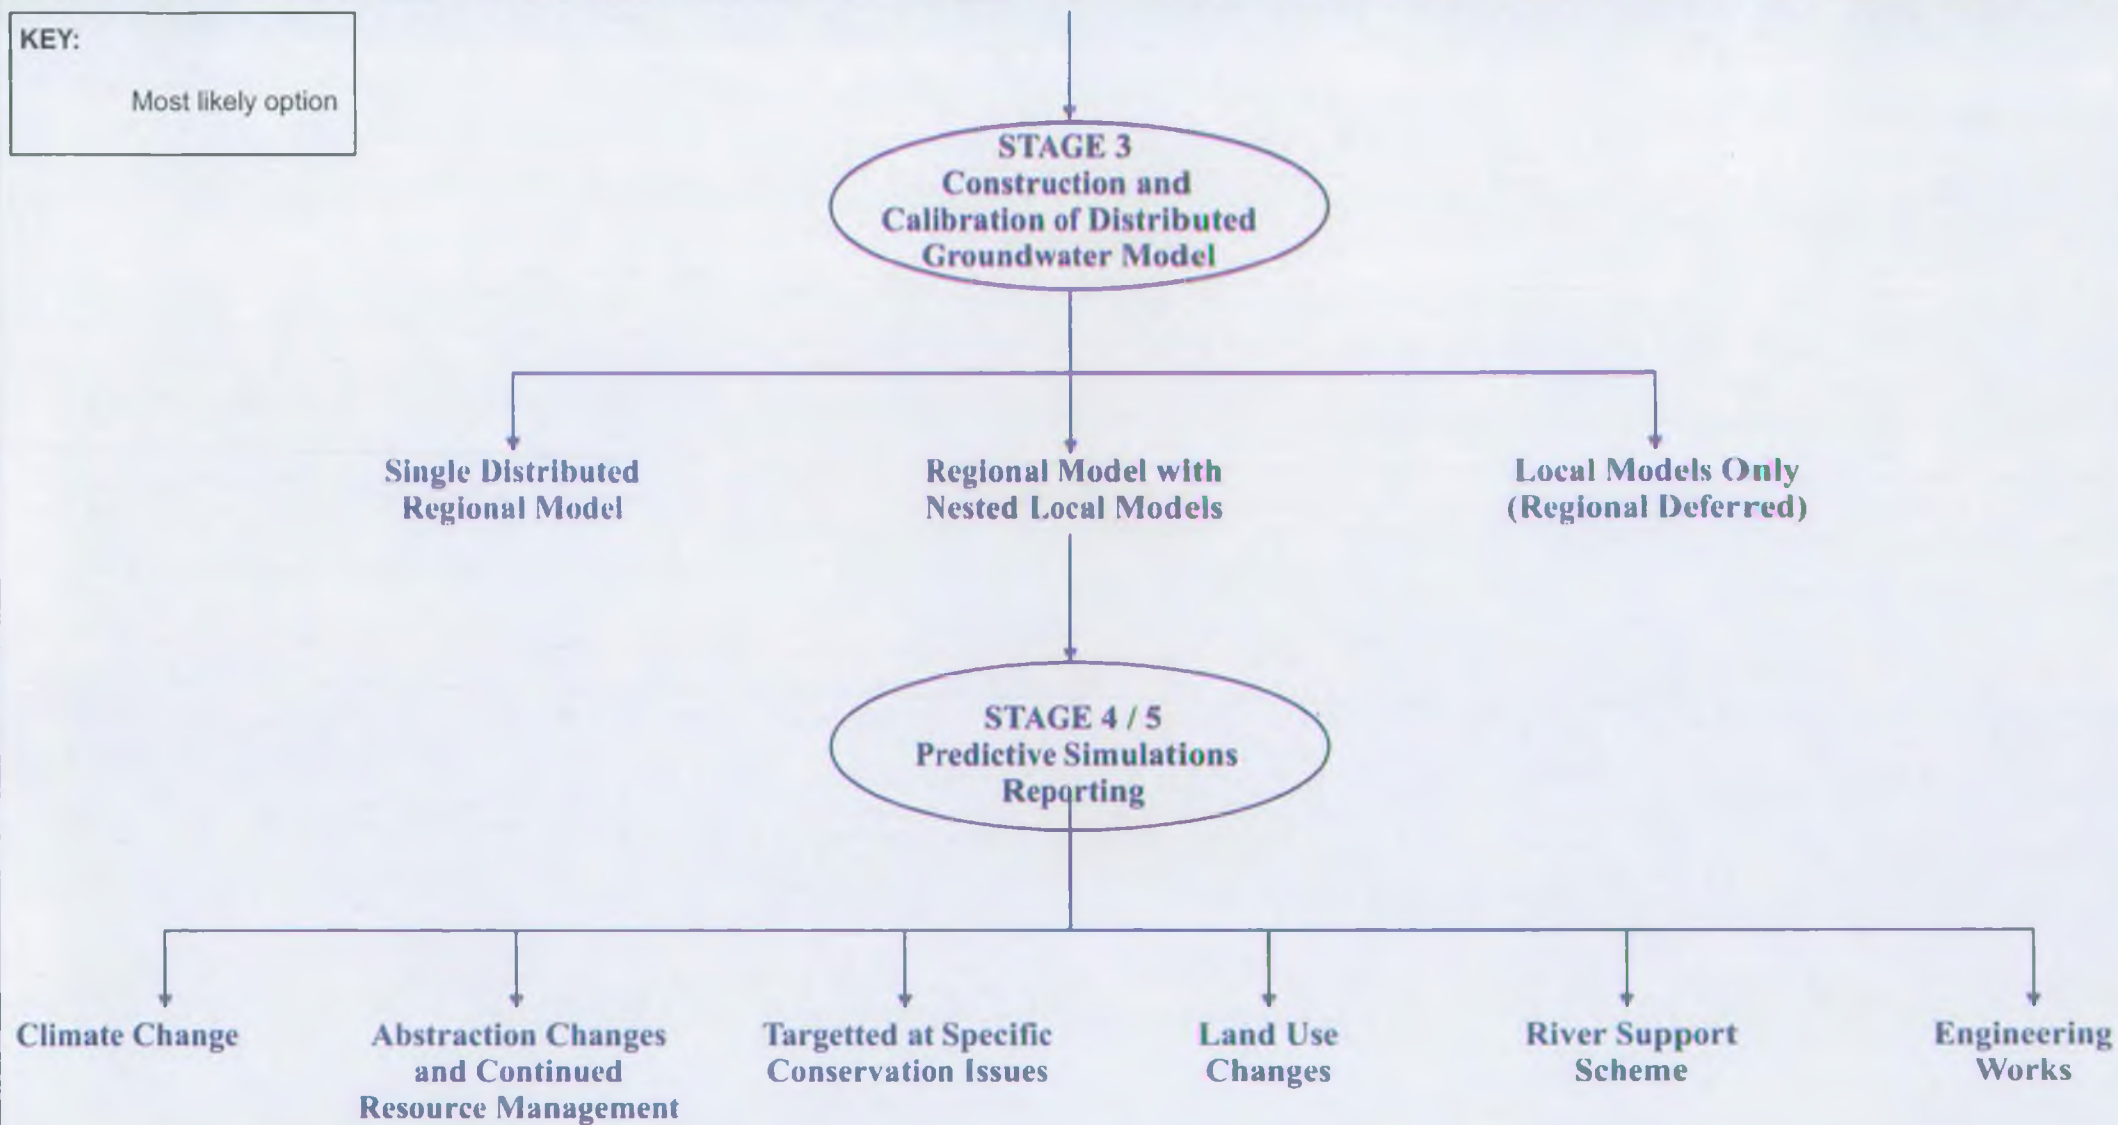 KEY:
Most likely option
STAGE 3
Construction and
Calibration of Distributed
Groundwater Model
Single Distributed
Regional Model
Regional Model with
Nested Local Models
Local Models Only
(Regional Deferred)
STAGE 4 / 5
Predictive Simulations
Reporting
Climate Change
Abstraction Changes
and Continued
Resource Management
Targetted at Specific
Conservation Issues
Land Use
Changes
River Support
Scheme
Engineering
Works